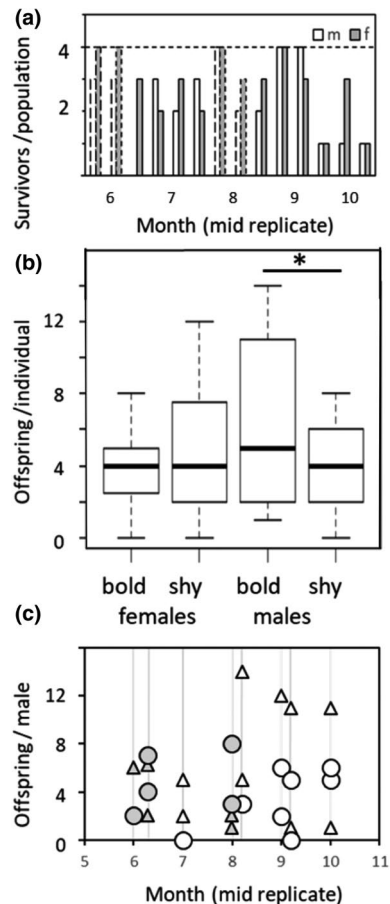 (a)
Survivors/population
4
2
m f
6 7 8 9 10
Month (mid replicate)
(b)
Offspring/individual
12
8
4
0
*
bold shy bold shy
females males
(c)
Offspring/male
12
8
4
0
5 6 7 8 9 10 11
Month (mid replicate)